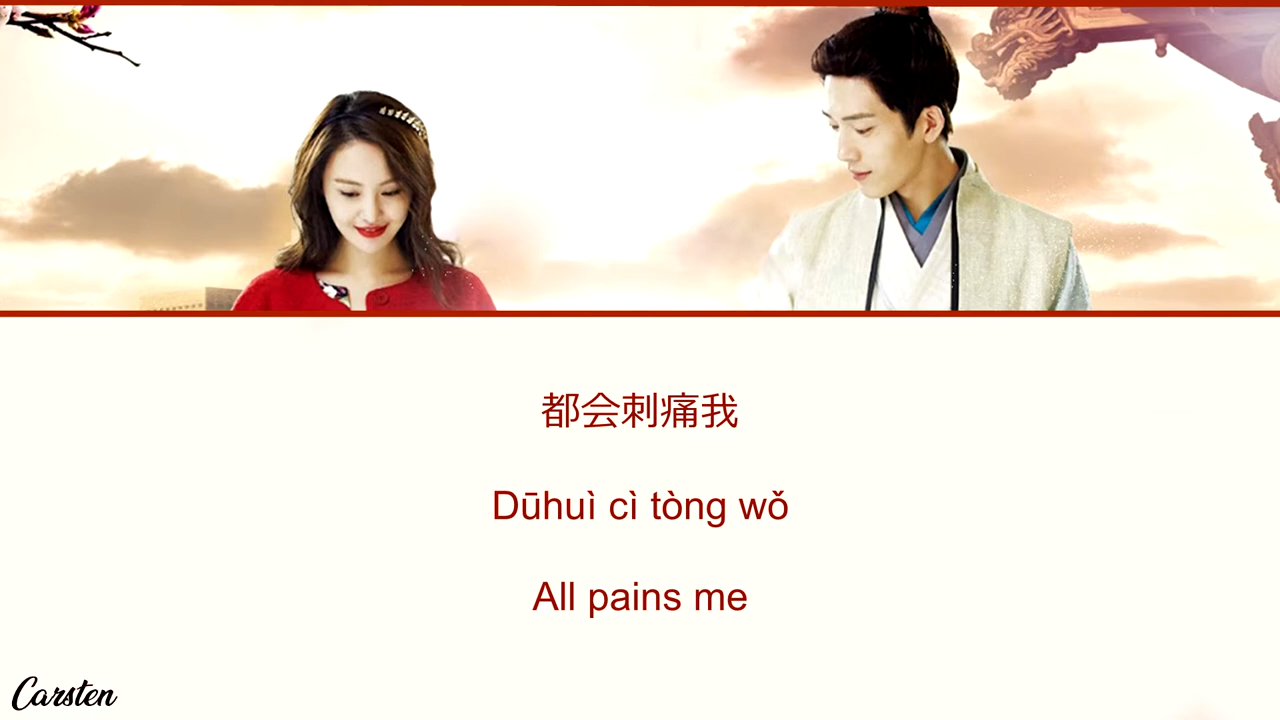 都会刺痛我
Dūhuì cì tòng wǒ
All pains me
Carsten